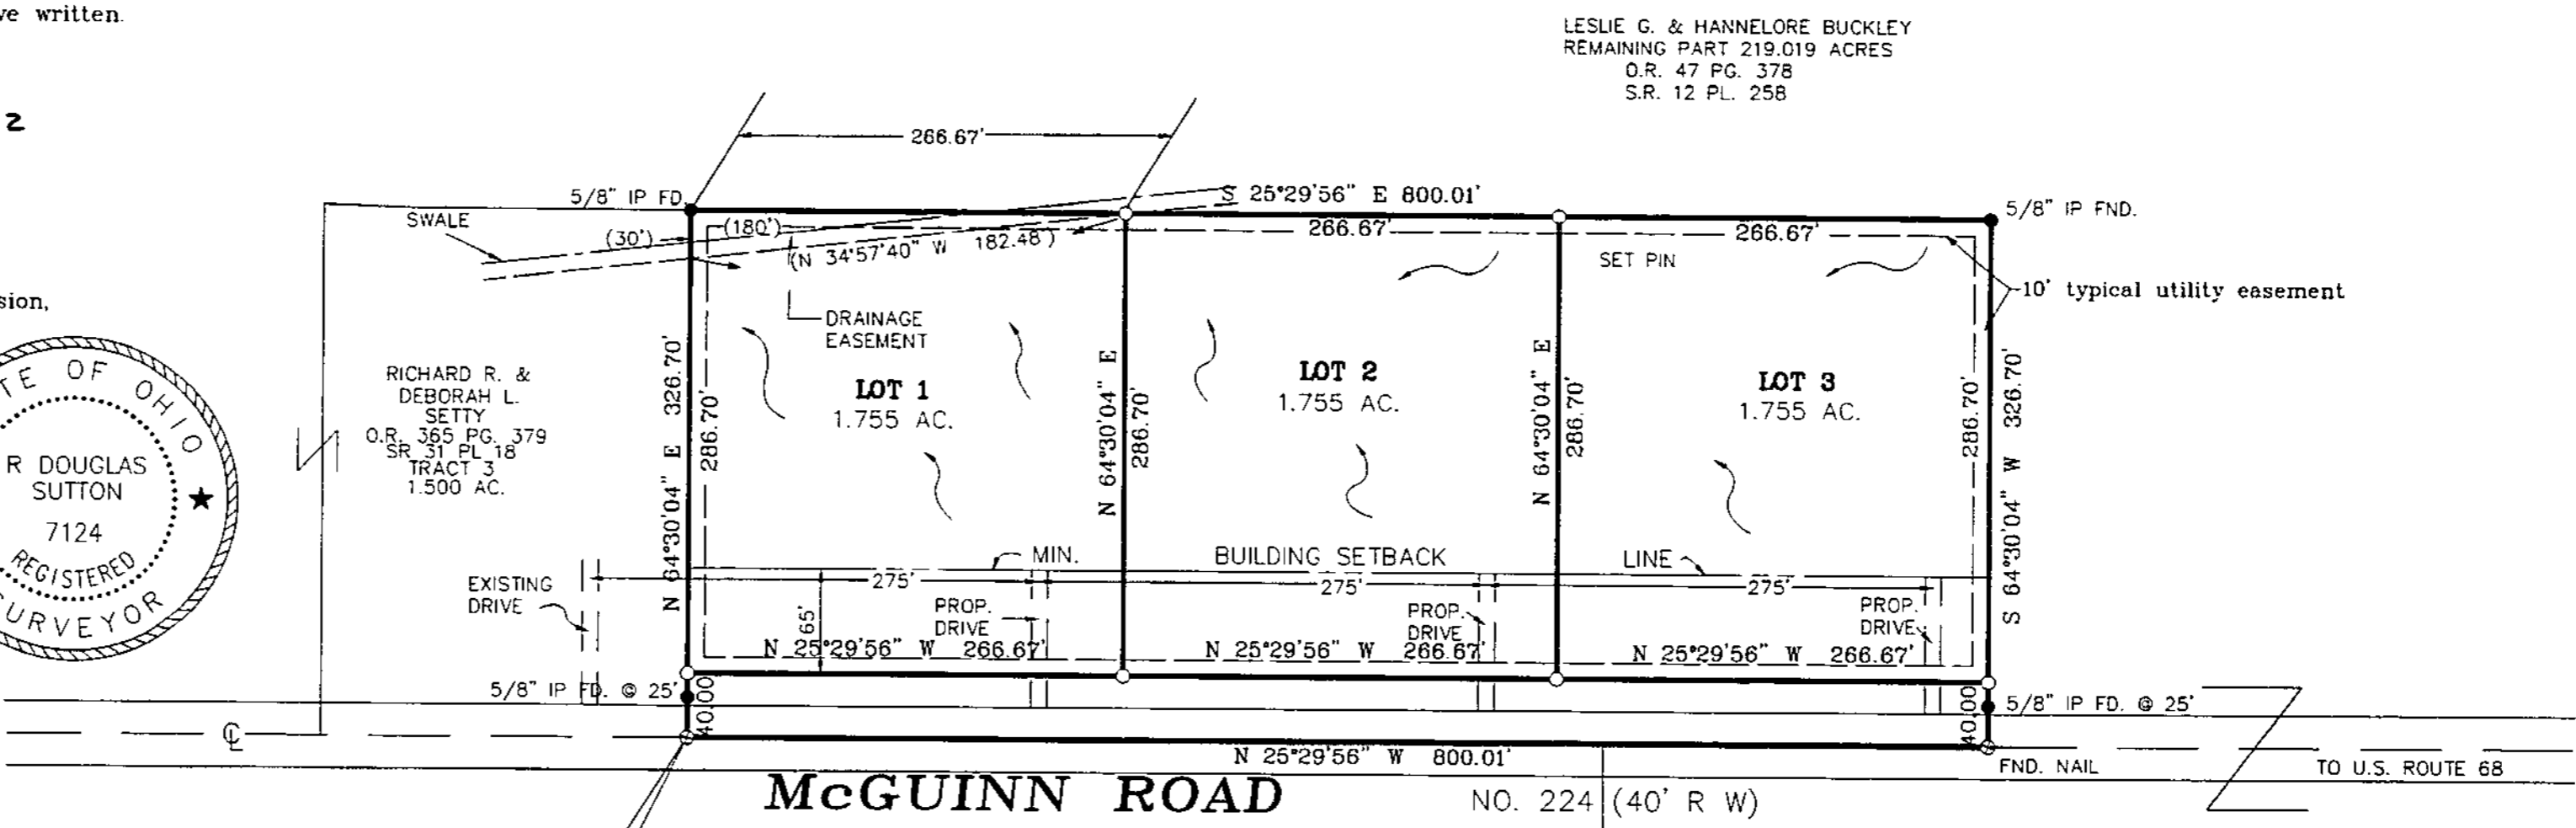 ve written.
LESLIE G. & HANNELORE BUCKLEY
REMAINING PART 219.019 ACRES
O.R. 47 PG. 378
S.R. 12 PL. 258
2
266.67'
5/8" IP FD.
S 25°29'56" E 800.01'
5/8" IP FND.
SWALE
(30')
(180')
(N 34°57'40" W 182.48')
266.67'
266.67'
SET PIN
10' typical utility easement
sion,
DRAINAGE
EASEMENT
RICHARD R. &
DEBORAH L.
SETTY
O.R. 365 PG. 379
SR 31 PL 18
TRACT 3
1.500 AC.
TE OF OHIO
R DOUGLAS
SUTTON
7124
REGISTERED
SURVEYOR
N 64°30'04" E 326.70'
286.70'
LOT 1
1.755 AC.
N 64°30'04" E
286.70'
LOT 2
1.755 AC.
N 64°30'04" E
286.70'
LOT 3
1.755 AC.
286.70'
S 64°30'04" W 326.70'
MIN. BUILDING SETBACK LINE
EXISTING
DRIVE
275'
275'
275'
65'
PROP.
DRIVE
PROP.
DRIVE
PROP.
DRIVE
N 25°29'56" W 266.67'
N 25°29'56" W 266.67'
N 25°29'56" W 266.67'
5/8" IP FD. @ 25'
40.00
40.00
5/8" IP FD. @ 25'
℄
N 25°29'56" W 800.01'
FND. NAIL
TO U.S. ROUTE 68
McGUINN ROAD
NO. 224 (40' R W)